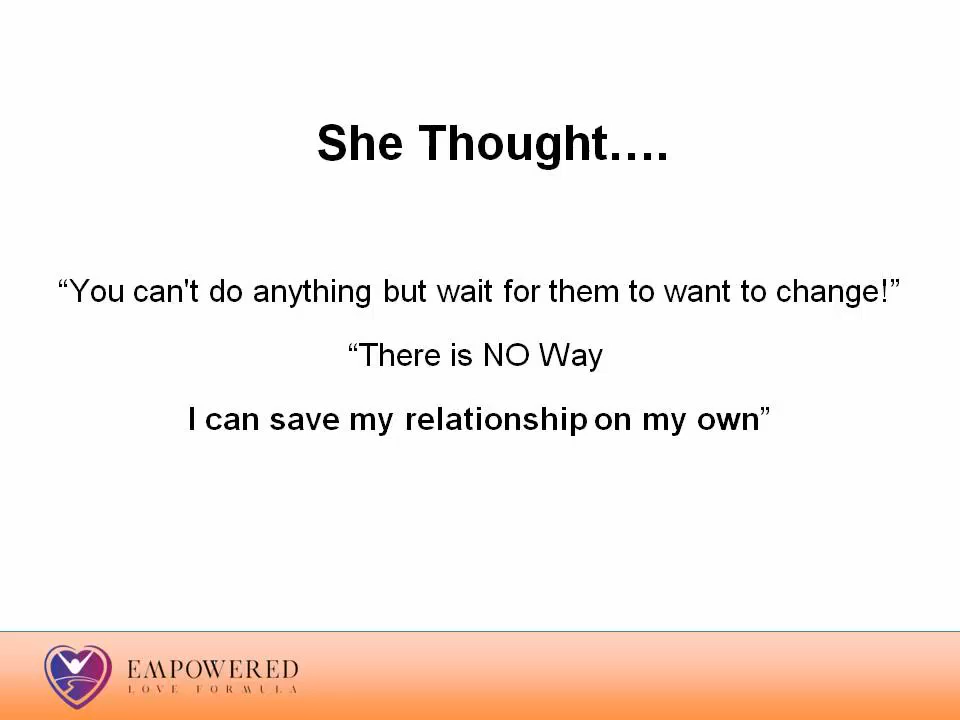 She Thought....
“You can't do anything but wait for them to want to change!”
“There is NO Way
I can save my relationship on my own”
EMPOWERED
LOVE FORMULA